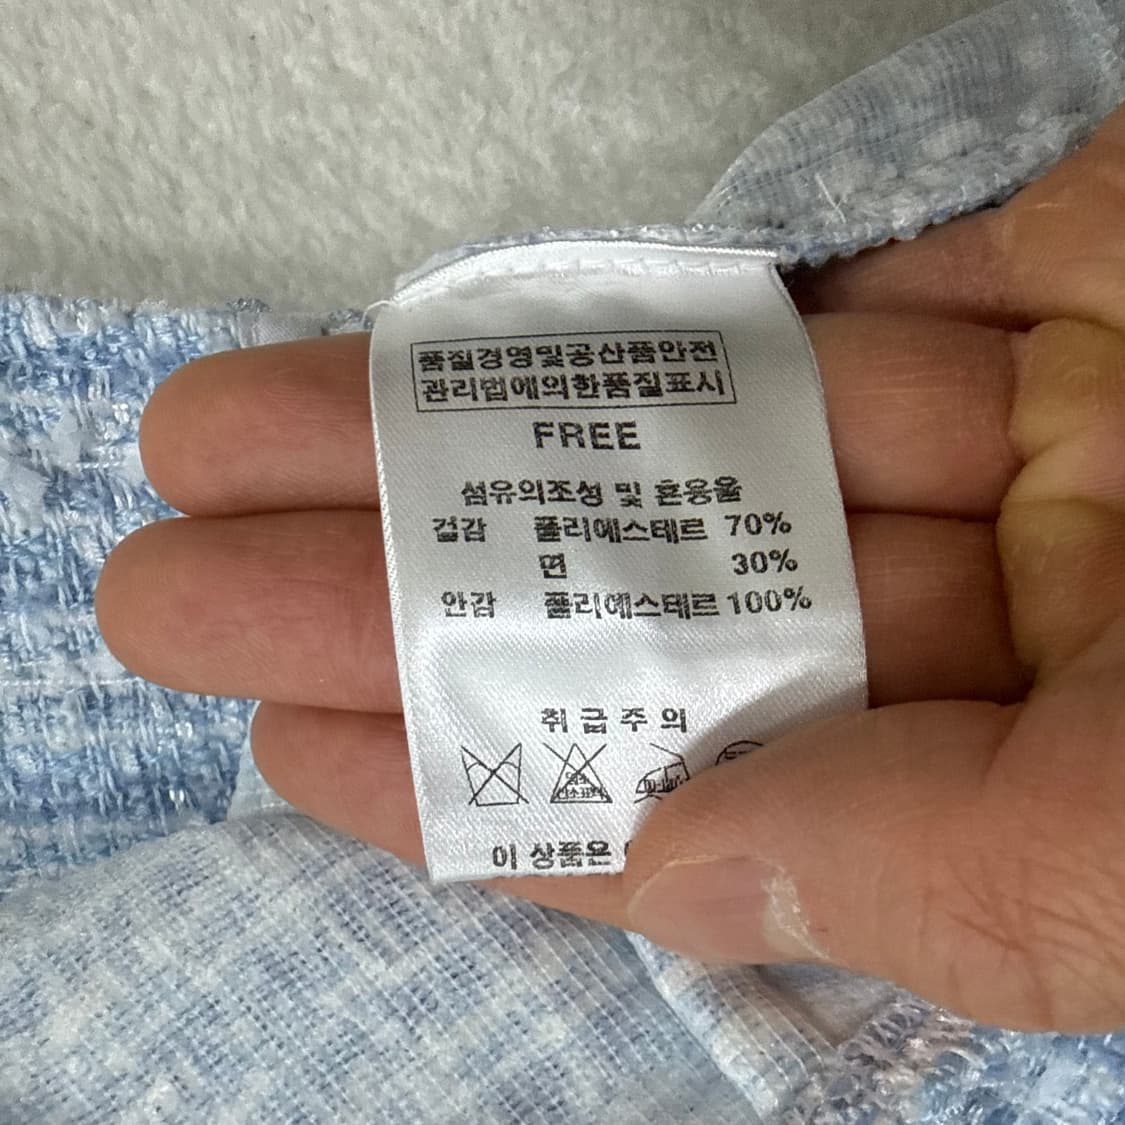 품질경영및공산품안전
관리법에의한품질표시
FREE
섬유의조성 및 혼용율
겉감 폴리에스테르 70%
면 30%
안감 폴리에스테르 100%
취급주의
이 상품은